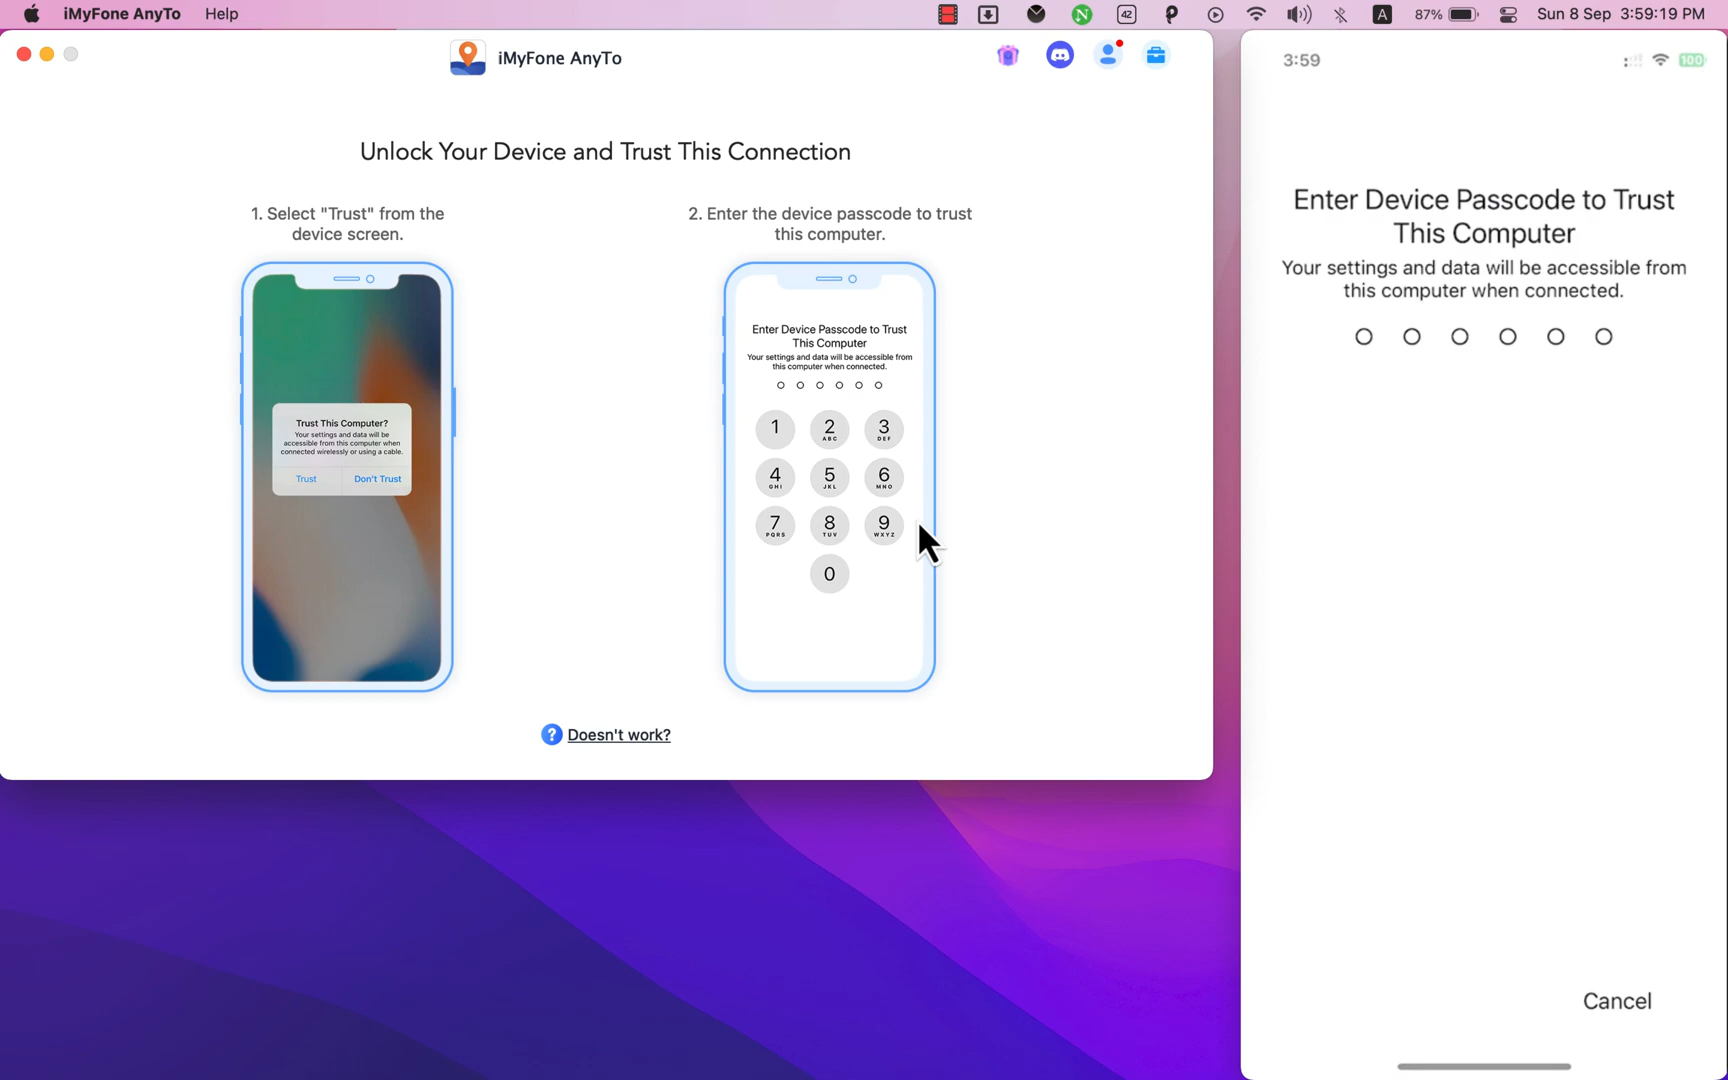 iMyFone AnyTo Help
42
A
87%
Sun 8 Sep 3:59:19 PM
iMyFone AnyTo
Unlock Your Device and Trust This Connection
1. Select "Trust" from the
device screen.
Trust This Computer?
Your settings and data will be
accessible from this computer when
connected wirelessly or using a cable.
Trust Don't Trust
2. Enter the device passcode to trust
this computer.
Enter Device Passcode to Trust
This Computer
Your settings and data will be accessible from
this computer when connected.
1 2 3
ABC DEF
4 5 6
GHI JKL MNO
7 8 9
PQRS TUV WXYZ
0
? Doesn't work?
3:59
100
Enter Device Passcode to Trust
This Computer
Your settings and data will be accessible from
this computer when connected.
Cancel